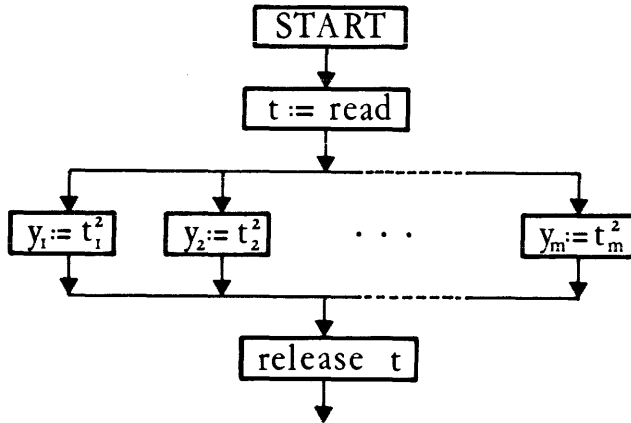 START
t := read
y₁:= t₁² y₂:= t₂² . . . yₘ:= tₘ²
release t